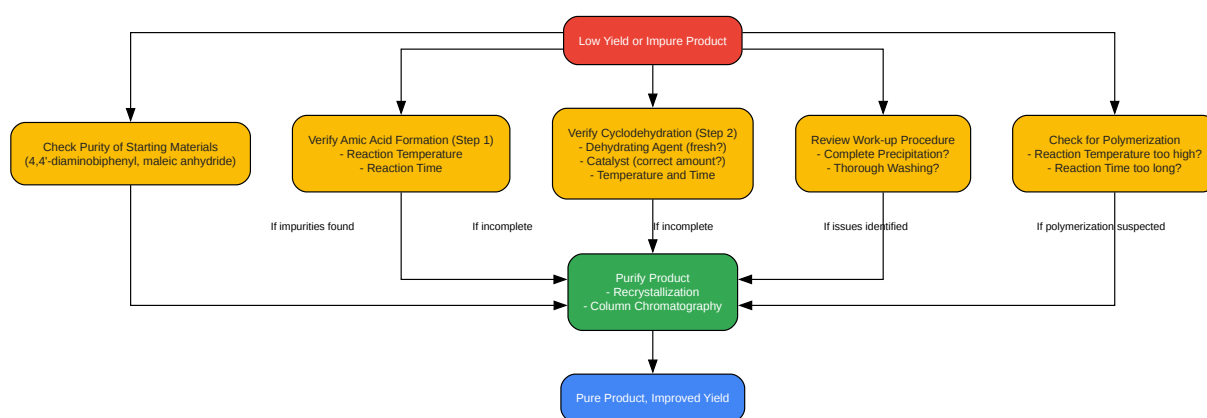 Low Yield or Impure Product
Check Purity of Starting Materials
(4,4'-diaminobiphenyl, maleic anhydride)
Verify Amic Acid Formation (Step 1)
- Reaction Temperature
- Reaction Time
Verify Cyclodehydration (Step 2)
- Dehydrating Agent (fresh?)
- Catalyst (correct amount?)
- Temperature and Time
Review Work-up Procedure
- Complete Precipitation?
- Thorough Washing?
Check for Polymerization
- Reaction Temperature too high?
- Reaction Time too long?
If impurities found
If incomplete
If incomplete
If issues identified
If polymerization suspected
Purify Product
- Recrystallization
- Column Chromatography
Pure Product, Improved Yield